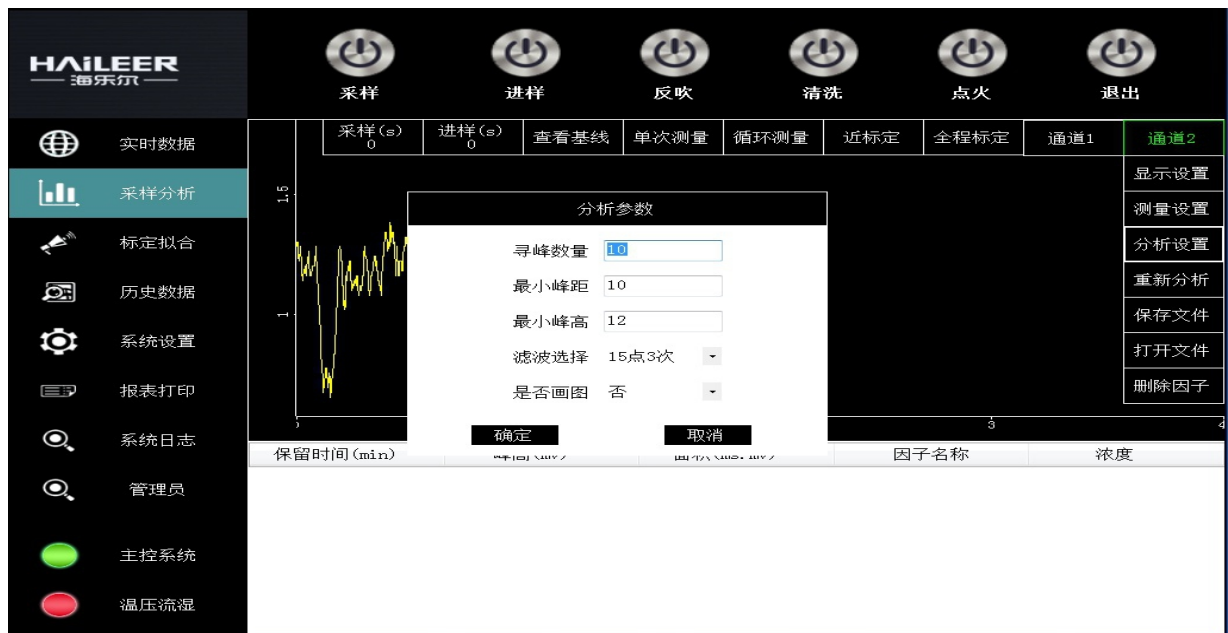 HAiLEER
海乐尔
采样
进样
反吹
清洗
点火
退出
实时数据
采样分析
标定拟合
历史数据
系统设置
报表打印
系统日志
管理员
主控系统
温压流湿
采样(s)
0
进样(s)
0
查看基线
单次测量
循环测量
近标定
全程标定
通道1
通道2
显示设置
测量设置
分析设置
重新分析
保存文件
打开文件
删除因子
1.5
1
分析参数
寻峰数量 10
最小峰距 10
最小峰高 12
滤波选择 15点3次
是否画图 否
确定 取消
3
4
保留时间(min)
因子名称
浓度